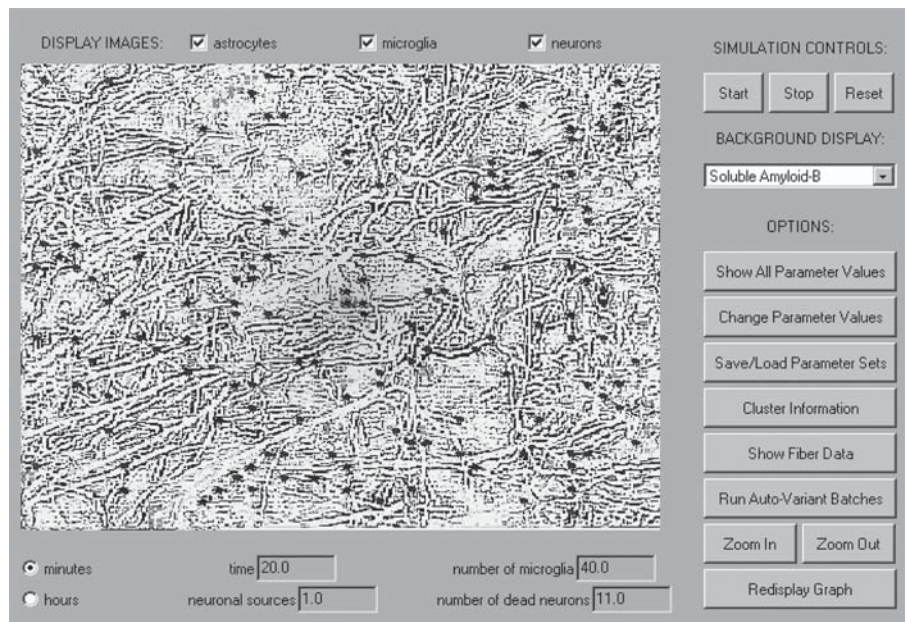 DISPLAY IMAGES: astrocytes microglia neurons
SIMULATION CONTROLS:
Start Stop Reset
BACKGROUND DISPLAY:
Soluble Amyloid-B
OPTIONS:
Show All Parameter Values
Change Parameter Values
Save/Load Parameter Sets
Cluster Information
Show Fiber Data
Run Auto-Variant Batches
Zoom In Zoom Out
Redisplay Graph
minutes time 20.0 number of microglia 40.0
hours neuronal sources 1.0 number of dead neurons 11.0